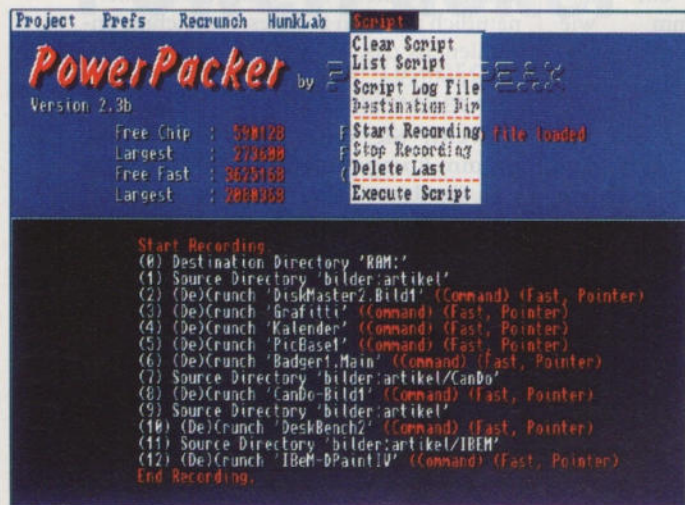 Project Prefs Recrunch HunkLab Script
Clear Script
List Script
Script Log File
Destination Dir
Start Recording
Stop Recording
Delete Last
Execute Script
PowerPacker by
Version 2.3b
Free Chip : 590128
Largest : 273600
Free Fast : 3625168
Largest : 2080368
file loaded
Start Recording.
(0) Destination Directory 'RAM:'
(1) Source Directory 'bilder:artikel'
(2) (De)Crunch 'DiskMaster2.Bild1' ((Command) (Fast, Pointer)
(3) (De)Crunch 'Grafitti' ((Command) (Fast, Pointer)
(4) (De)Crunch 'Kalender' ((Command) (Fast, Pointer)
(5) (De)Crunch 'PicBase1' ((Command) (Fast, Pointer)
(6) (De)Crunch 'Badger1.Main' ((Command) (Fast, Pointer)
(7) Source Directory 'bilder:artikel/CanDo'
(8) (De)Crunch 'CanDo-Bild1' ((Command) (Fast, Pointer)
(9) Source Directory 'bilder:artikel'
(10) (De)Crunch 'DeskBench2' ((Command) (Fast, Pointer)
(11) Source Directory 'bilder:artikel/IBEM'
(12) (De)Crunch 'IBeM-DPaintIV' ((Command) (Fast, Pointer)
End Recording.